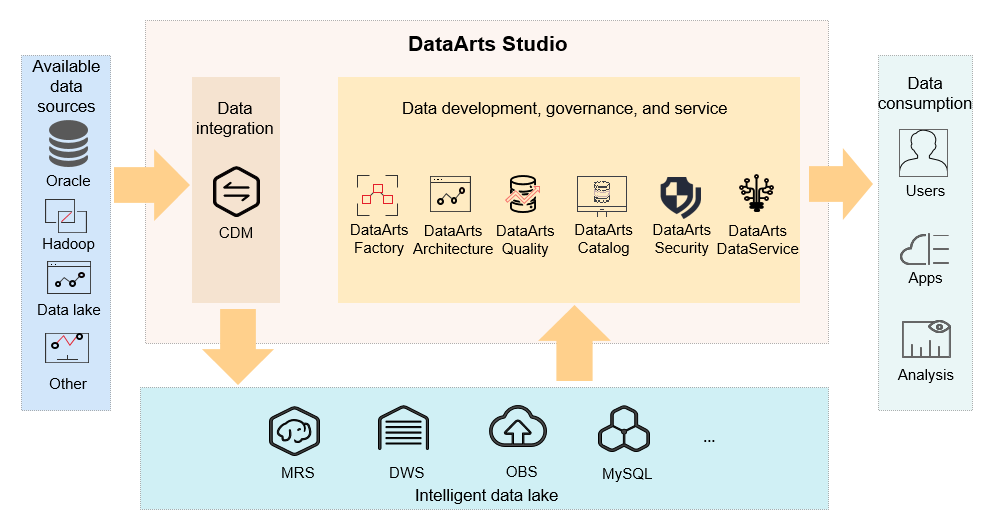 DataArts Studio
Available
data
sources
Oracle
Hadoop
Data lake
Other
Data
integration
CDM
Data development, governance, and service
DataArts
Factory
DataArts
Architecture
DataArts
Quality
DataArts
Catalog
DataArts
Security
DataArts
DataService
Data
consumption
Users
Apps
Analysis
MRS
DWS
OBS
MySQL
...
Intelligent data lake